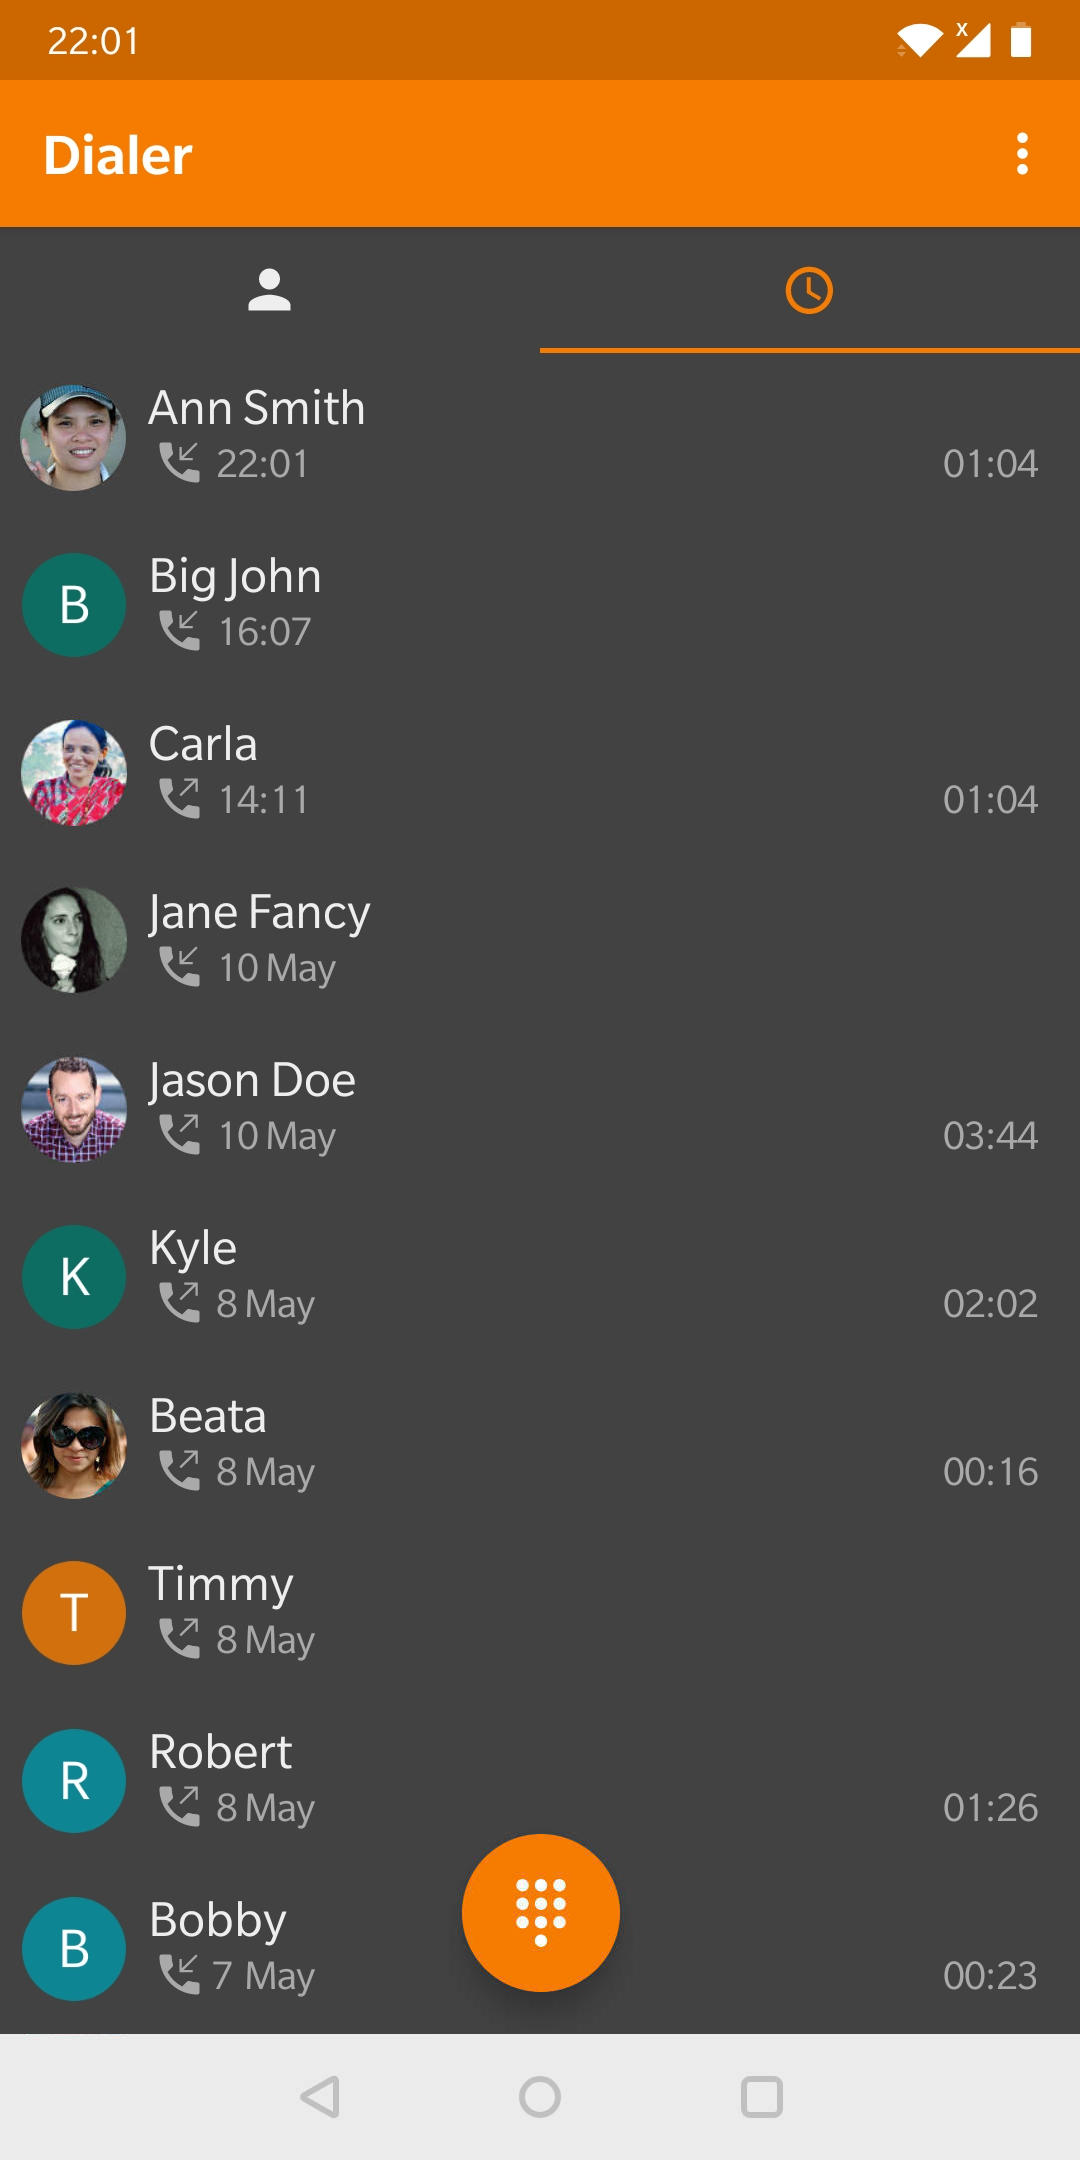 22:01
X
Dialer
Ann Smith
22:01 01:04
B
Big John
16:07
Carla
14:11 01:04
Jane Fancy
10 May
Jason Doe
10 May 03:44
K
Kyle
8 May 02:02
Beata
8 May 00:16
T
Timmy
8 May
R
Robert
8 May 01:26
B
Bobby
7 May 00:23